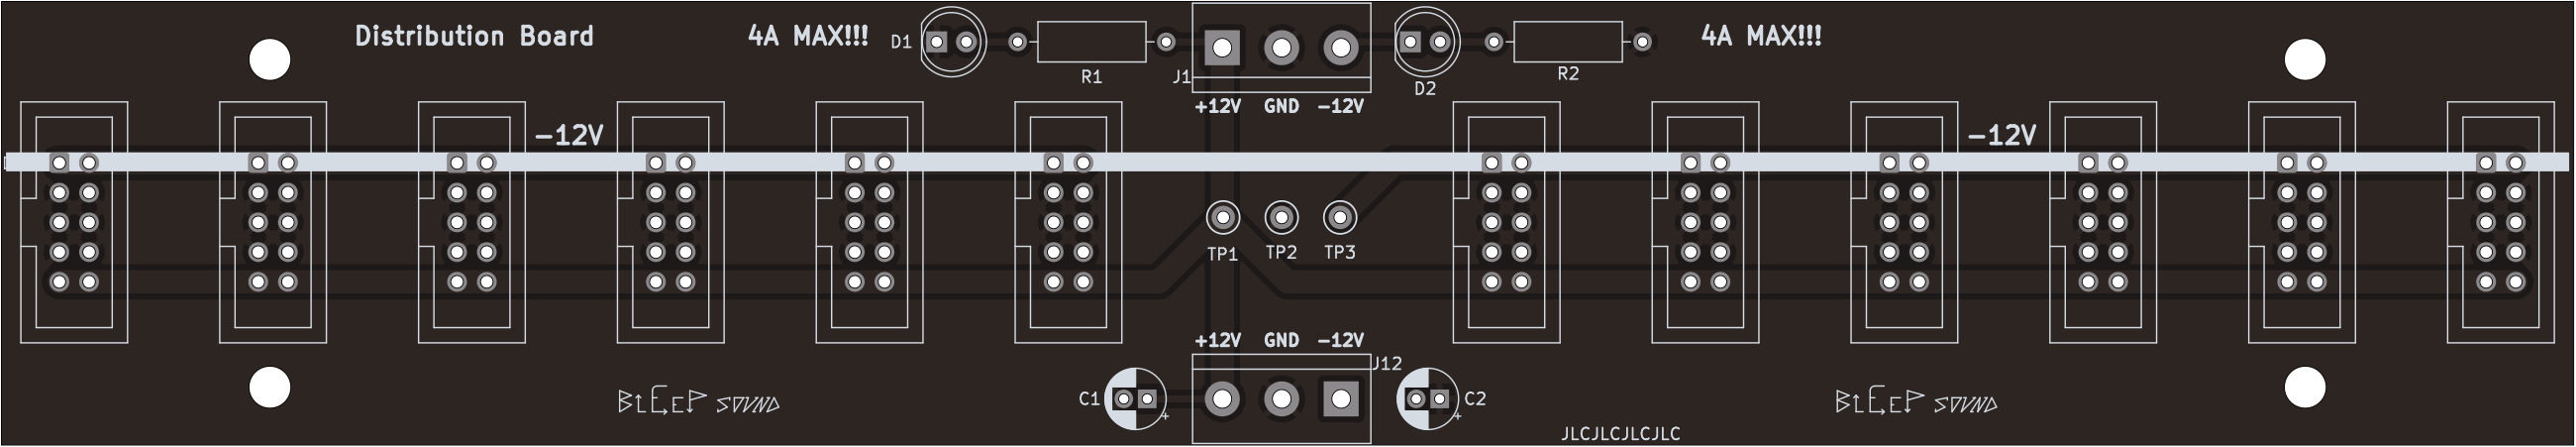 Distribution Board
4A MAX!!!
D1
R1
J1
D2
R2
4A MAX!!!
+12V GND -12V
-12V
-12V
TP1 TP2 TP3
+12V GND -12V
J12
C1
+
C2
+
BLEEP SOUND
BLEEP SOUND
JLCJLCJLCJLC